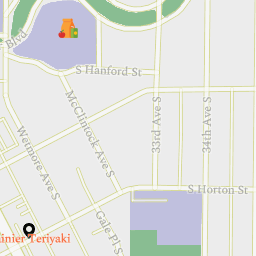 Blvd
S Hanford St
McClintock Ave S
33rd Ave S
34th Ave S
Wetmore Ave S
S Horton St
Gale Pl S
inier Teriyaki